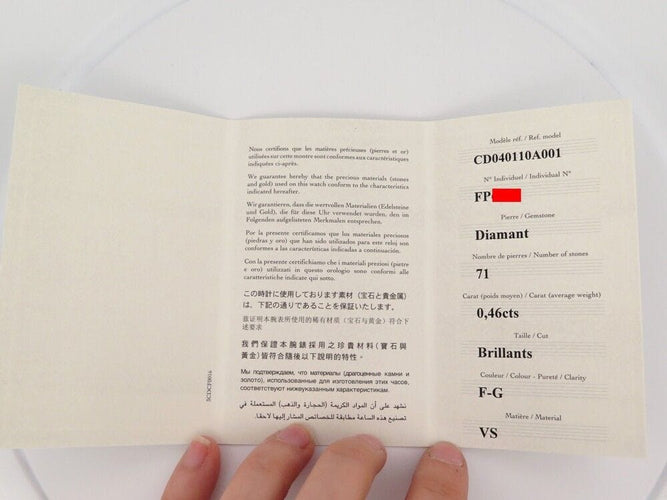 Nous certifions que les matières précieuses (pierres et or)
utilisées sur cette montre sont conformes aux caractéristiques
indiquées ci-après.
We guarantee hereby that the precious materials (stones
and gold) used on this watch conform to the characteristics
indicated hereafter.
Wir garantieren, dass die wertvollen Materialien (Edelsteine
und Gold), die für diese Uhr verwendet wurden, den im
Folgenden aufgelisteten Merkmalen entsprechen.
Por la presente certificamos que los materiales preciosos
(piedras y oro) que han sido utilizados para este reloj son
conformes a las características indicadas a continuación.
Con la presente certifichiamo che i materiali preziosi (pietre
e oro) utilizzati in questo orologio sono conformi alle
caratteristiche indicate qui sotto.
この時計に使用しております素材（宝石と貴金属）
は、下記の通りであることを保証いたします。
兹证明本腕表所使用的稀有材质（宝石与黄金）符合下
述要求
我們保證本腕錶採用之珍貴材料(寶石與
黃金)皆符合隨後以下說明的特性。
Мы подтверждаем, что материалы (драгоценные камни и
золото), использованные для изготовления этих часов,
соответствуют нижеуказанным характеристикам.
نشهد على أن المواد الكريمة (الحجارة والذهب) المستعملة في
تصنيع هذه الساعة مطابقة للخصائص المشار إليها لاحقا.
Modèle réf. / Ref. model
CD040110A001
N° Individuel / Individual N°
FP
Pierre / Gemstone
Diamant
Nombre de pierres / Number of stones
71
Carat (poids moyen) / Carat (average weight)
0,46cts
Taille / Cut
Brillants
Couleur / Colour - Pureté / Clarity
F-G
Matière / Material
VS